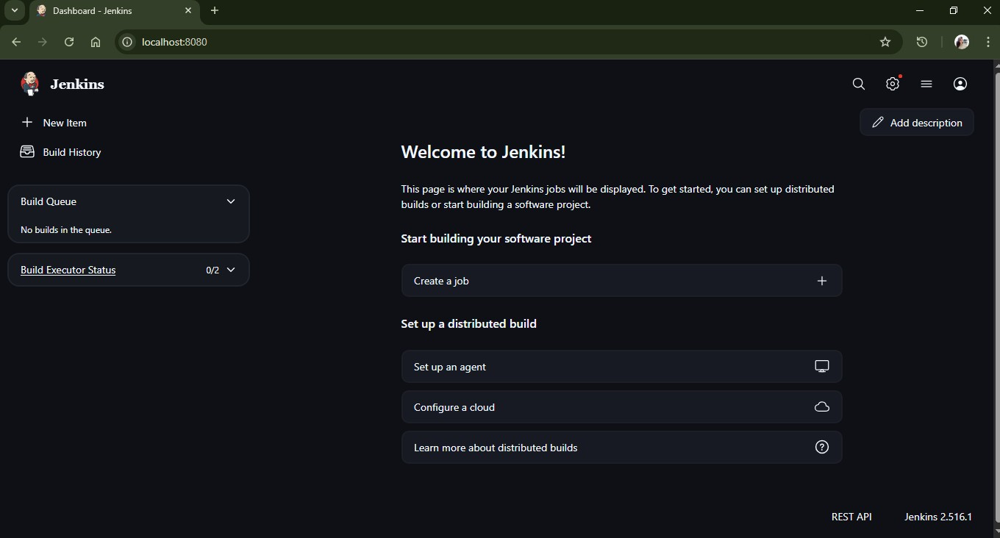 Dashboard - Jenkins
localhost:8080
Jenkins
New Item
Add description
Build History
Build Queue
No builds in the queue.
Build Executor Status 0/2
Welcome to Jenkins!
This page is where your Jenkins jobs will be displayed. To get started, you can set up distributed
builds or start building a software project.
Start building your software project
Create a job
Set up a distributed build
Set up an agent
Configure a cloud
Learn more about distributed builds
REST API Jenkins 2.516.1